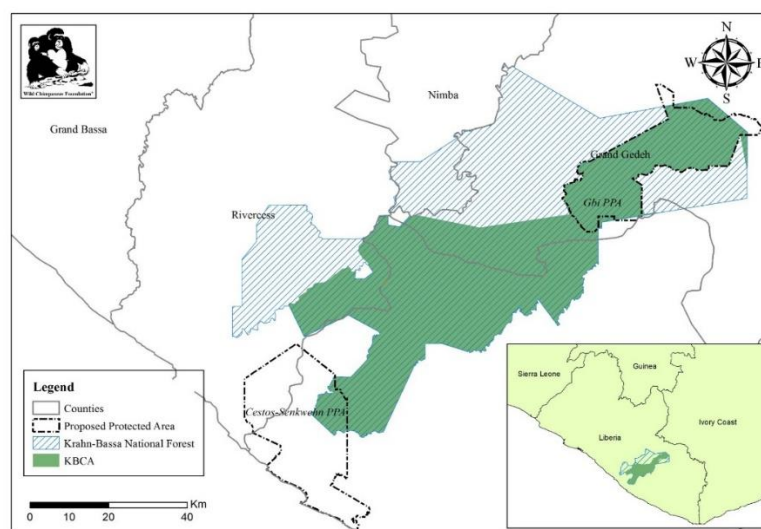 Wild Chimpanzee Foundation
N
W
E
S
Nimba
Grand Bassa
Grand Gedeh
Gbi PPA
Rivercess
Cestos-Senkwehn PPA
Legend
Counties
Proposed Protected Area
Krahn-Bassa National Forest
KBCA
Km
0
10
20
40
Guinea
Sierra Leone
Ivory Coast
Liberia